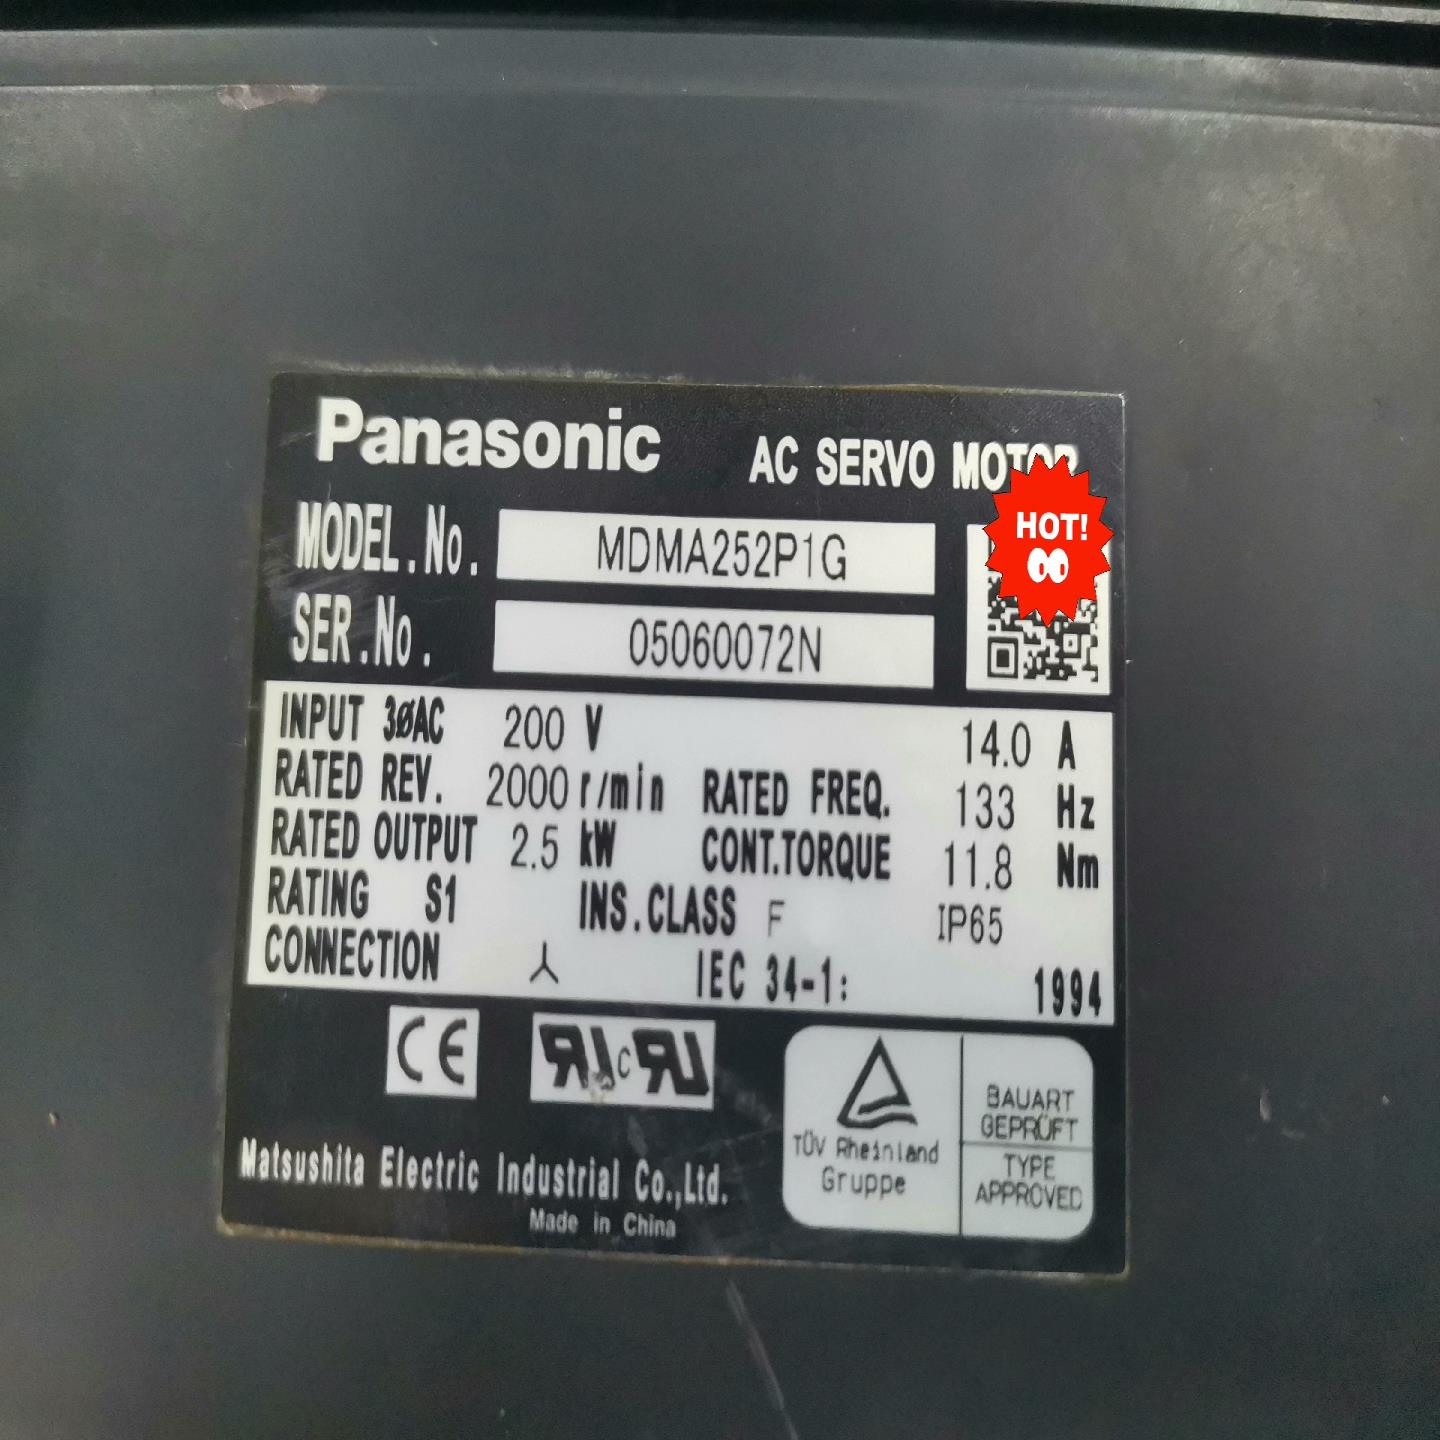 Panasonic AC SERVO MOTOR
HOT!
MODEL.No. MDMA252P1G
SER.No. 05060072N
INPUT 3øAC 200 V 14.0 A
RATED REV. 2000 r/min RATED FREQ. 133 Hz
RATED OUTPUT 2.5 kW CONT.TORQUE 11.8 Nm
RATING S1 INS.CLASS F IP65
CONNECTION IEC 34-1: 1994
CE
c
TÜV Rheinland
Gruppe
BAUART
GEPRÜFT
TYPE
APPROVED
Matsushita Electric Industrial Co.,Ltd.
Made in China